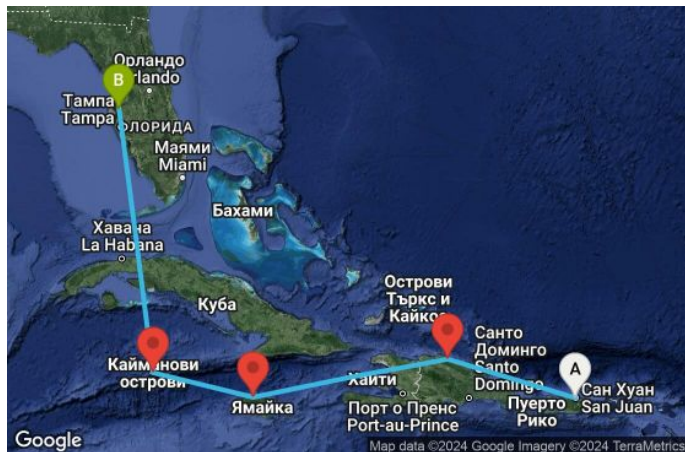 Орландо
Orlando
B
Тампа
Tampa
ФЛОРИДА
Маями
Miami
Бахами
Хавана
La Habana
Куба
Острови
Търкс и
Кайкос
Кайманови
острови
Ямайка
Хаити
Порт о Пренс
Port-au-Prince
Санто
Доминго
Santo
Domingo
A
Сан Хуан
San Juan
Пуерто
Рико
Google
Map data ©2024 Google Imagery ©2024 TerraMetrics